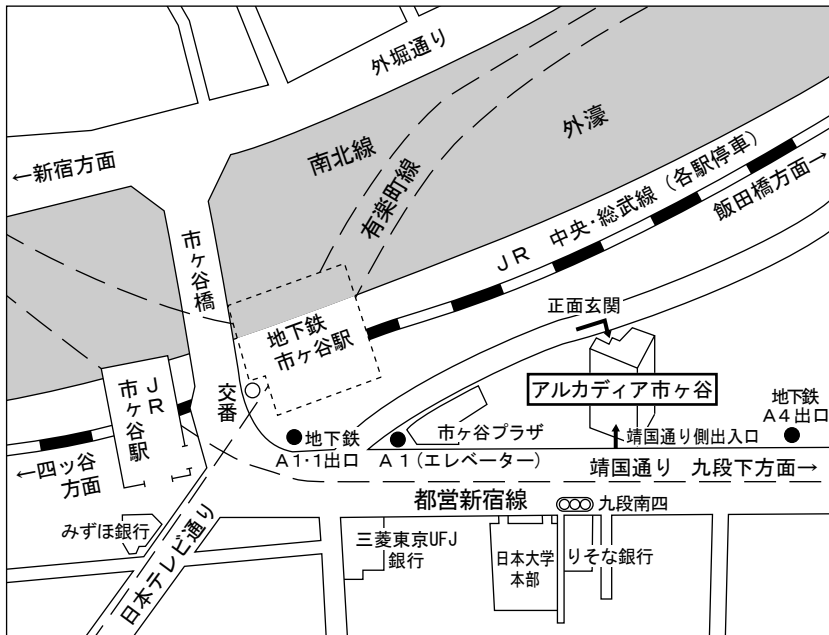 外堀通り
←新宿方面
南北線
外濠
有楽町線
JR 中央・総武線（各駅停車）
飯田橋方面→
市ヶ谷橋
正面玄関
地下鉄
市ヶ谷駅
アルカディア市ヶ谷
JR
市ヶ谷駅
交番
地下鉄
A4出口
市ヶ谷プラザ
地下鉄
A1・1出口
A1（エレベーター）
靖国通り側出入口
←四ッ谷
方面
靖国通り 九段下方面→
都営新宿線
九段南四
みずほ銀行
三菱東京UFJ
銀行
日本大学
本部
りそな銀行
日本テレビ通り